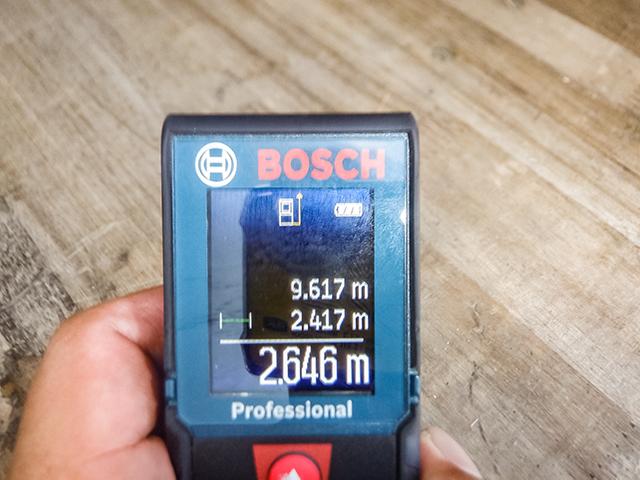 BOSCH
9.617 m
2.417 m
2.646 m
Professional